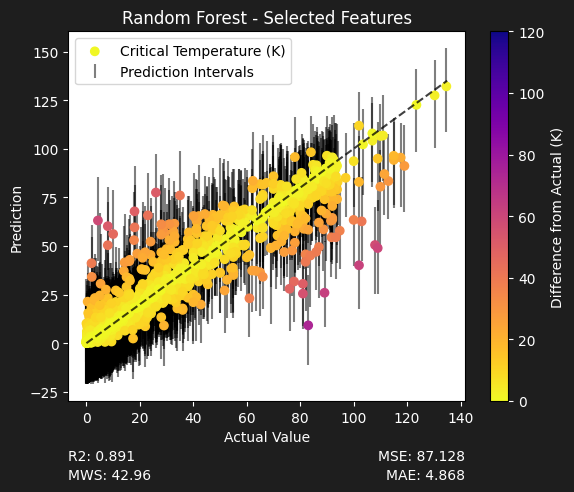 Random Forest - Selected Features
Critical Temperature (K)
Prediction Intervals
150
125
100
75
50
25
0
−25
Prediction
0
20
40
60
80
100
120
140
Actual Value
120
100
80
60
40
20
0
Difference from Actual (K)
R2: 0.891
MSE: 87.128
MWS: 42.96
MAE: 4.868